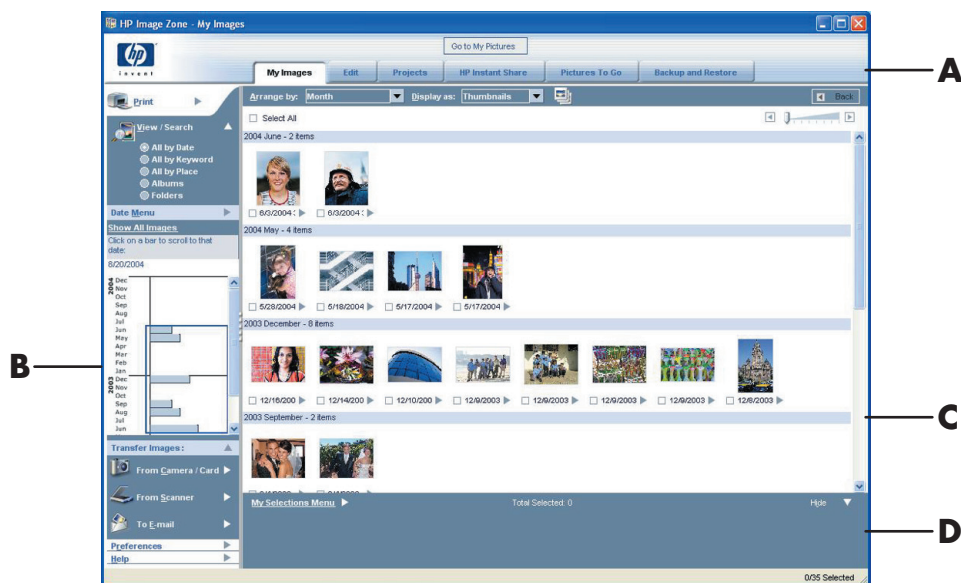 HP Image Zone - My Images
hp
invent
Go to My Pictures
My Images Edit Projects HP Instant Share Pictures To Go Backup and Restore
A
Print
Arrange by: Month Display as: Thumbnails Back
View / Search
Select All
All by Date
All by Keyword
All by Place
Albums
Folders
2004 June - 2 items
6/3/2004 : 6/3/2004 :
Date Menu
Show All Images
Click on a bar to scroll to that
date:
8/20/2004
2004 May - 4 items
5/28/2004 5/18/2004 5/17/2004 5/17/2004
2004
Dec
Nov
Oct
Sep
Aug
Jul
Jun
May
Apr
Mar
Feb
Jan
2003
Dec
Nov
Oct
Sep
Aug
Jul
Jun
B
2003 December - 8 items
12/16/200 12/14/200 12/10/200 12/9/2003 12/9/2003 12/9/2003 12/9/2003 12/8/2003
C
2003 September - 2 items
Transfer Images :
From Camera / Card
From Scanner
To E-mail
Preferences
Help
My Selections Menu Total Selected: 0 Hide
D
0/35 Selected